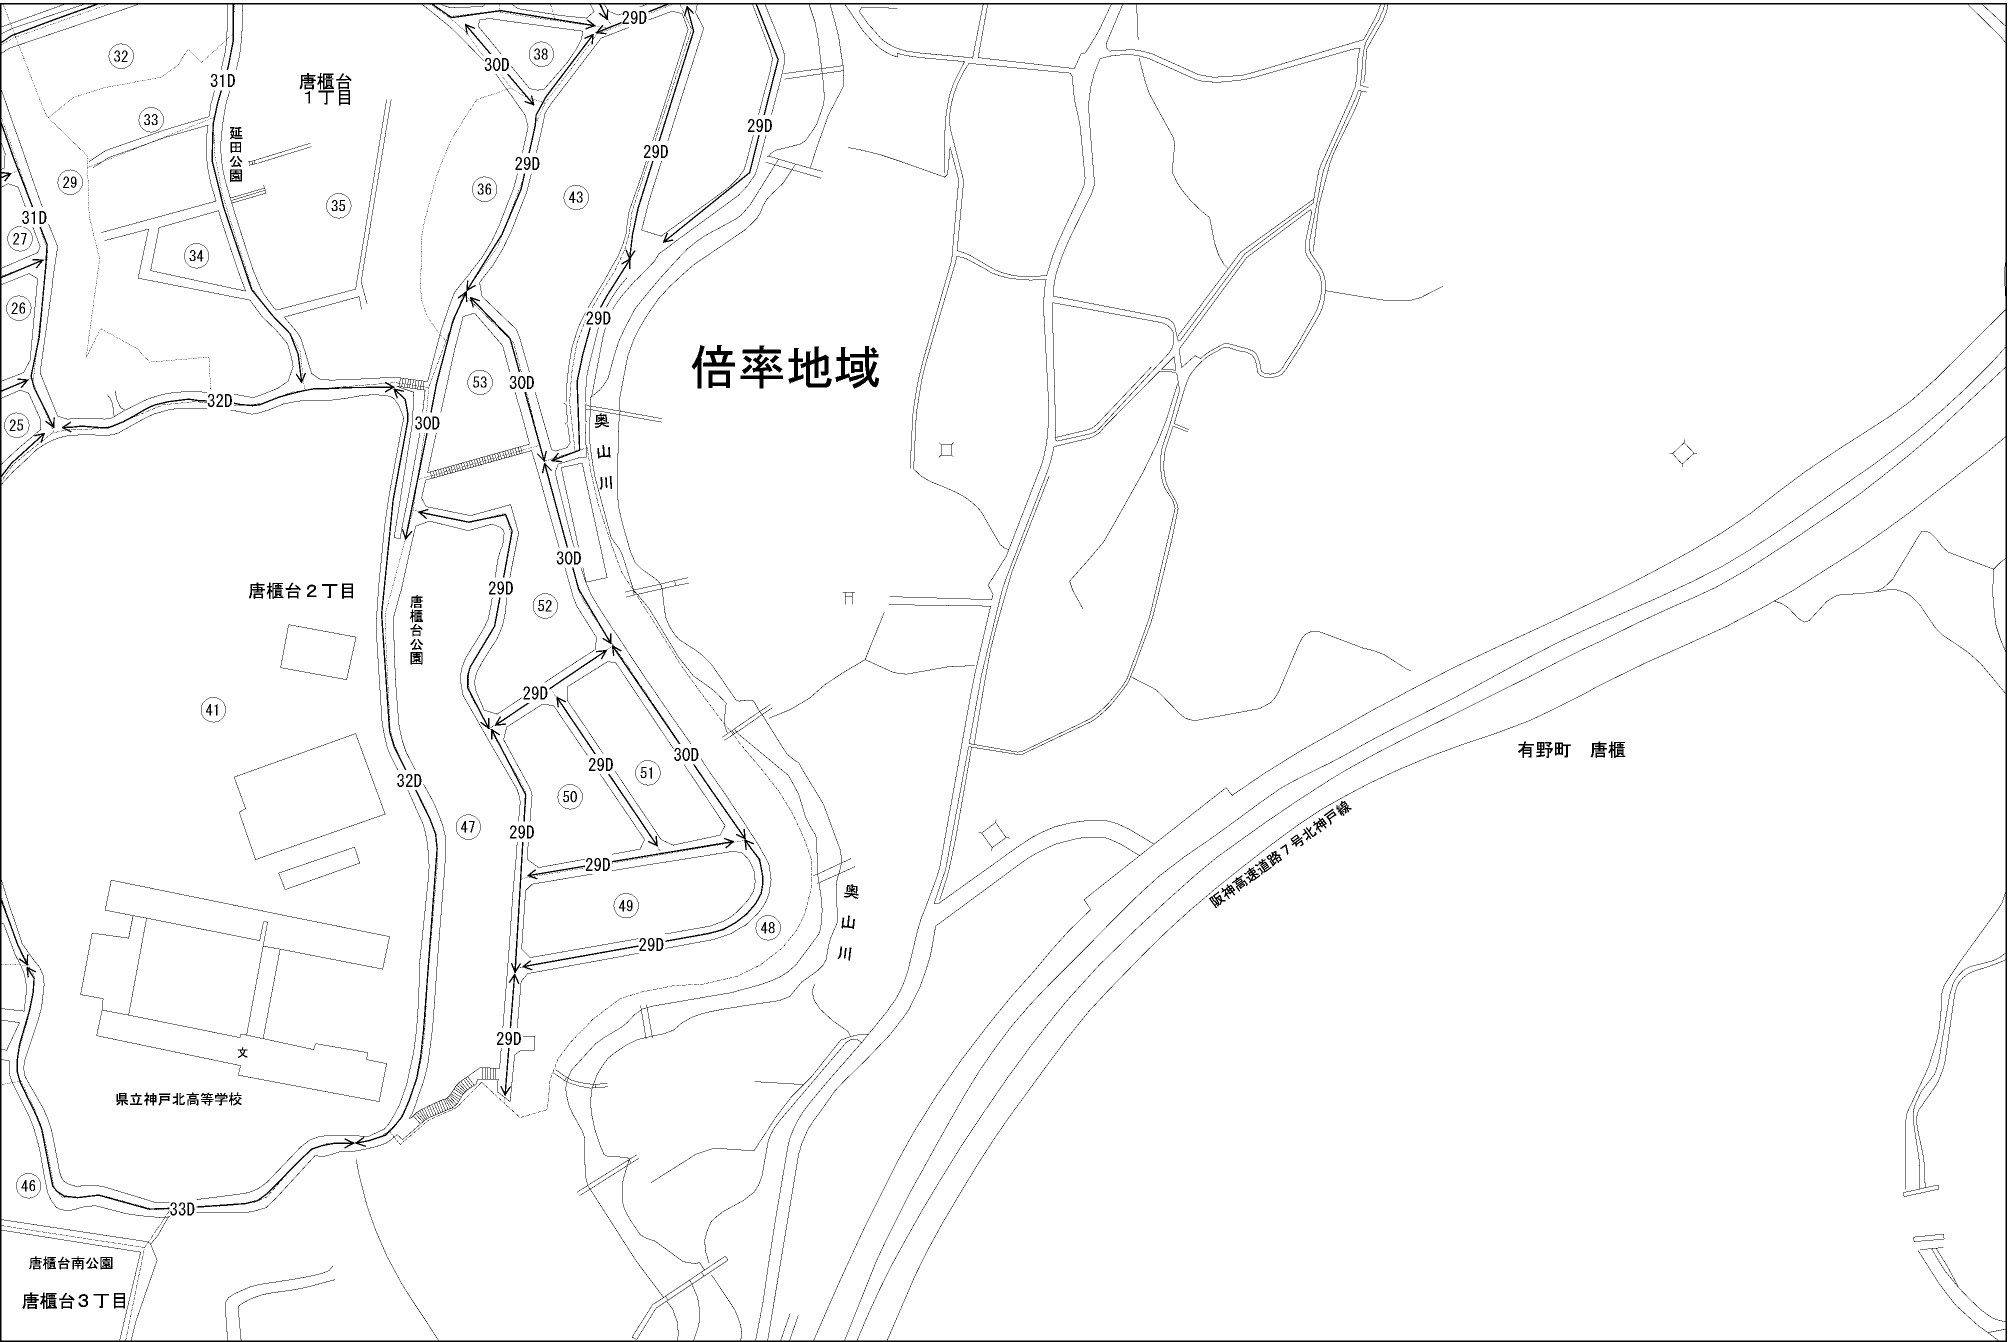 29D
38
30D
32
31D
唐櫃台
１丁目
33
延田公園
29D
29D
29D
29
36
43
35
31D
27
34
26
29D
倍率地域
53
30D
32D
30D
25
奥山川
30D
唐櫃台２丁目
29D
52
唐櫃台公園
29D
41
有野町　唐櫃
30D
29D
51
32D
50
47
29D
阪神高速道路７号北神戸線
29D
奥山川
49
48
29D
29D
文
県立神戸北高等学校
46
33D
唐櫃台南公園
唐櫃台３丁目